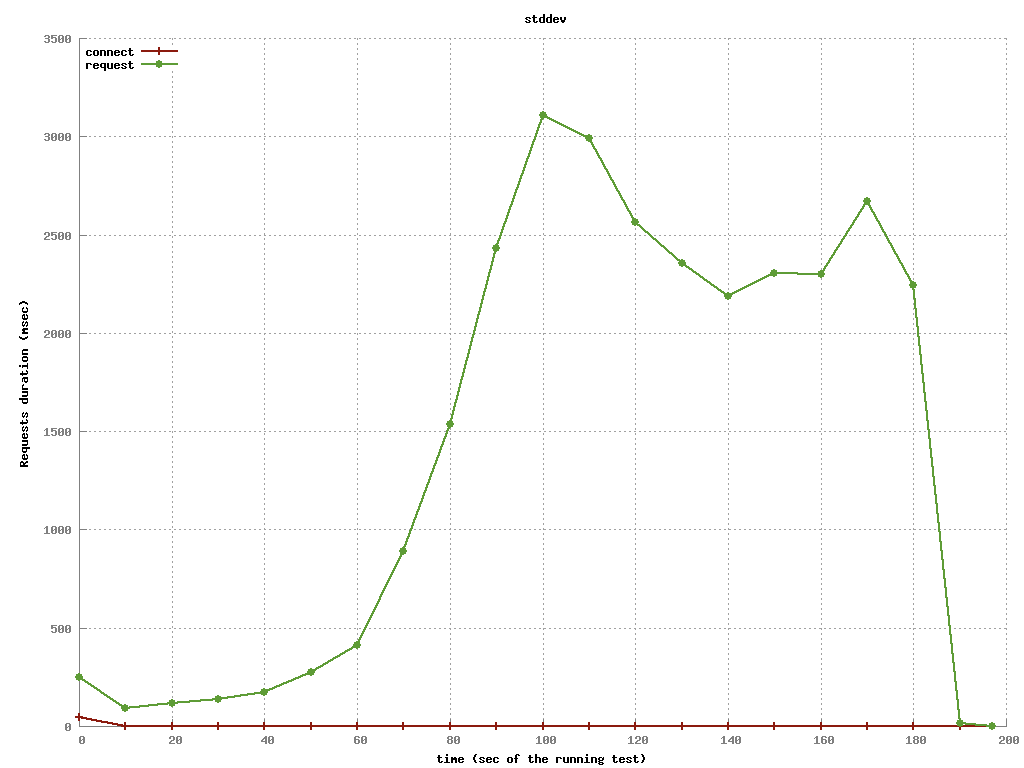 stddev
connect
request
3500
3000
2500
2000
1500
1000
500
0
Requests duration (msec)
0 20 40 60 80 100 120 140 160 180 200
time (sec of the running test)